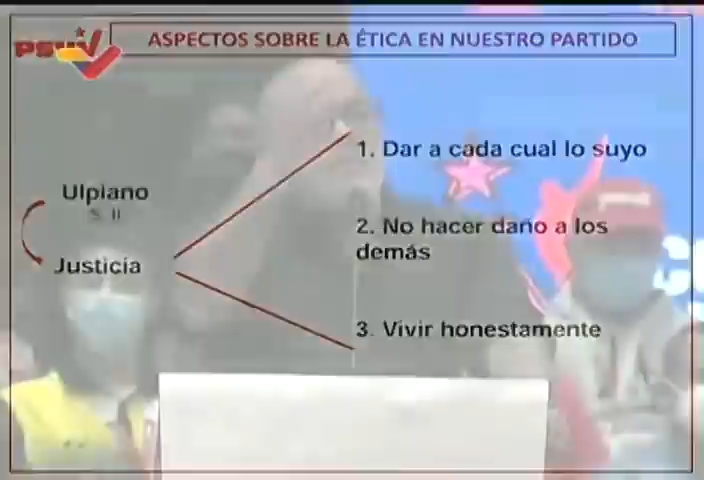 PSUV
ASPECTOS SOBRE LA ÉTICA EN NUESTRO PARTIDO
1. Dar a cada cual lo suyo
Ulpiano
S. II
2. No hacer daño a los
demás
Justicia
3. Vivir honestamente